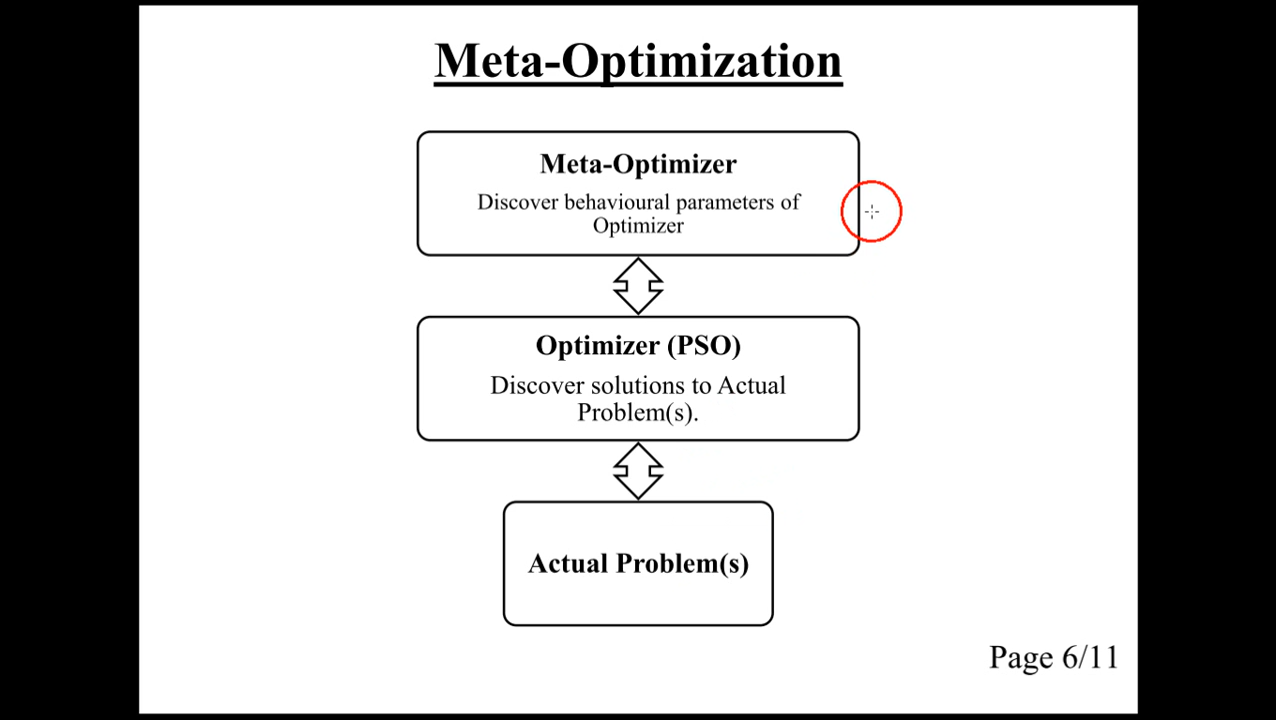 Meta-Optimization
Meta-Optimizer
Discover behavioural parameters of
Optimizer
Optimizer (PSO)
Discover solutions to Actual
Problem(s).
Actual Problem(s)
Page 6/11